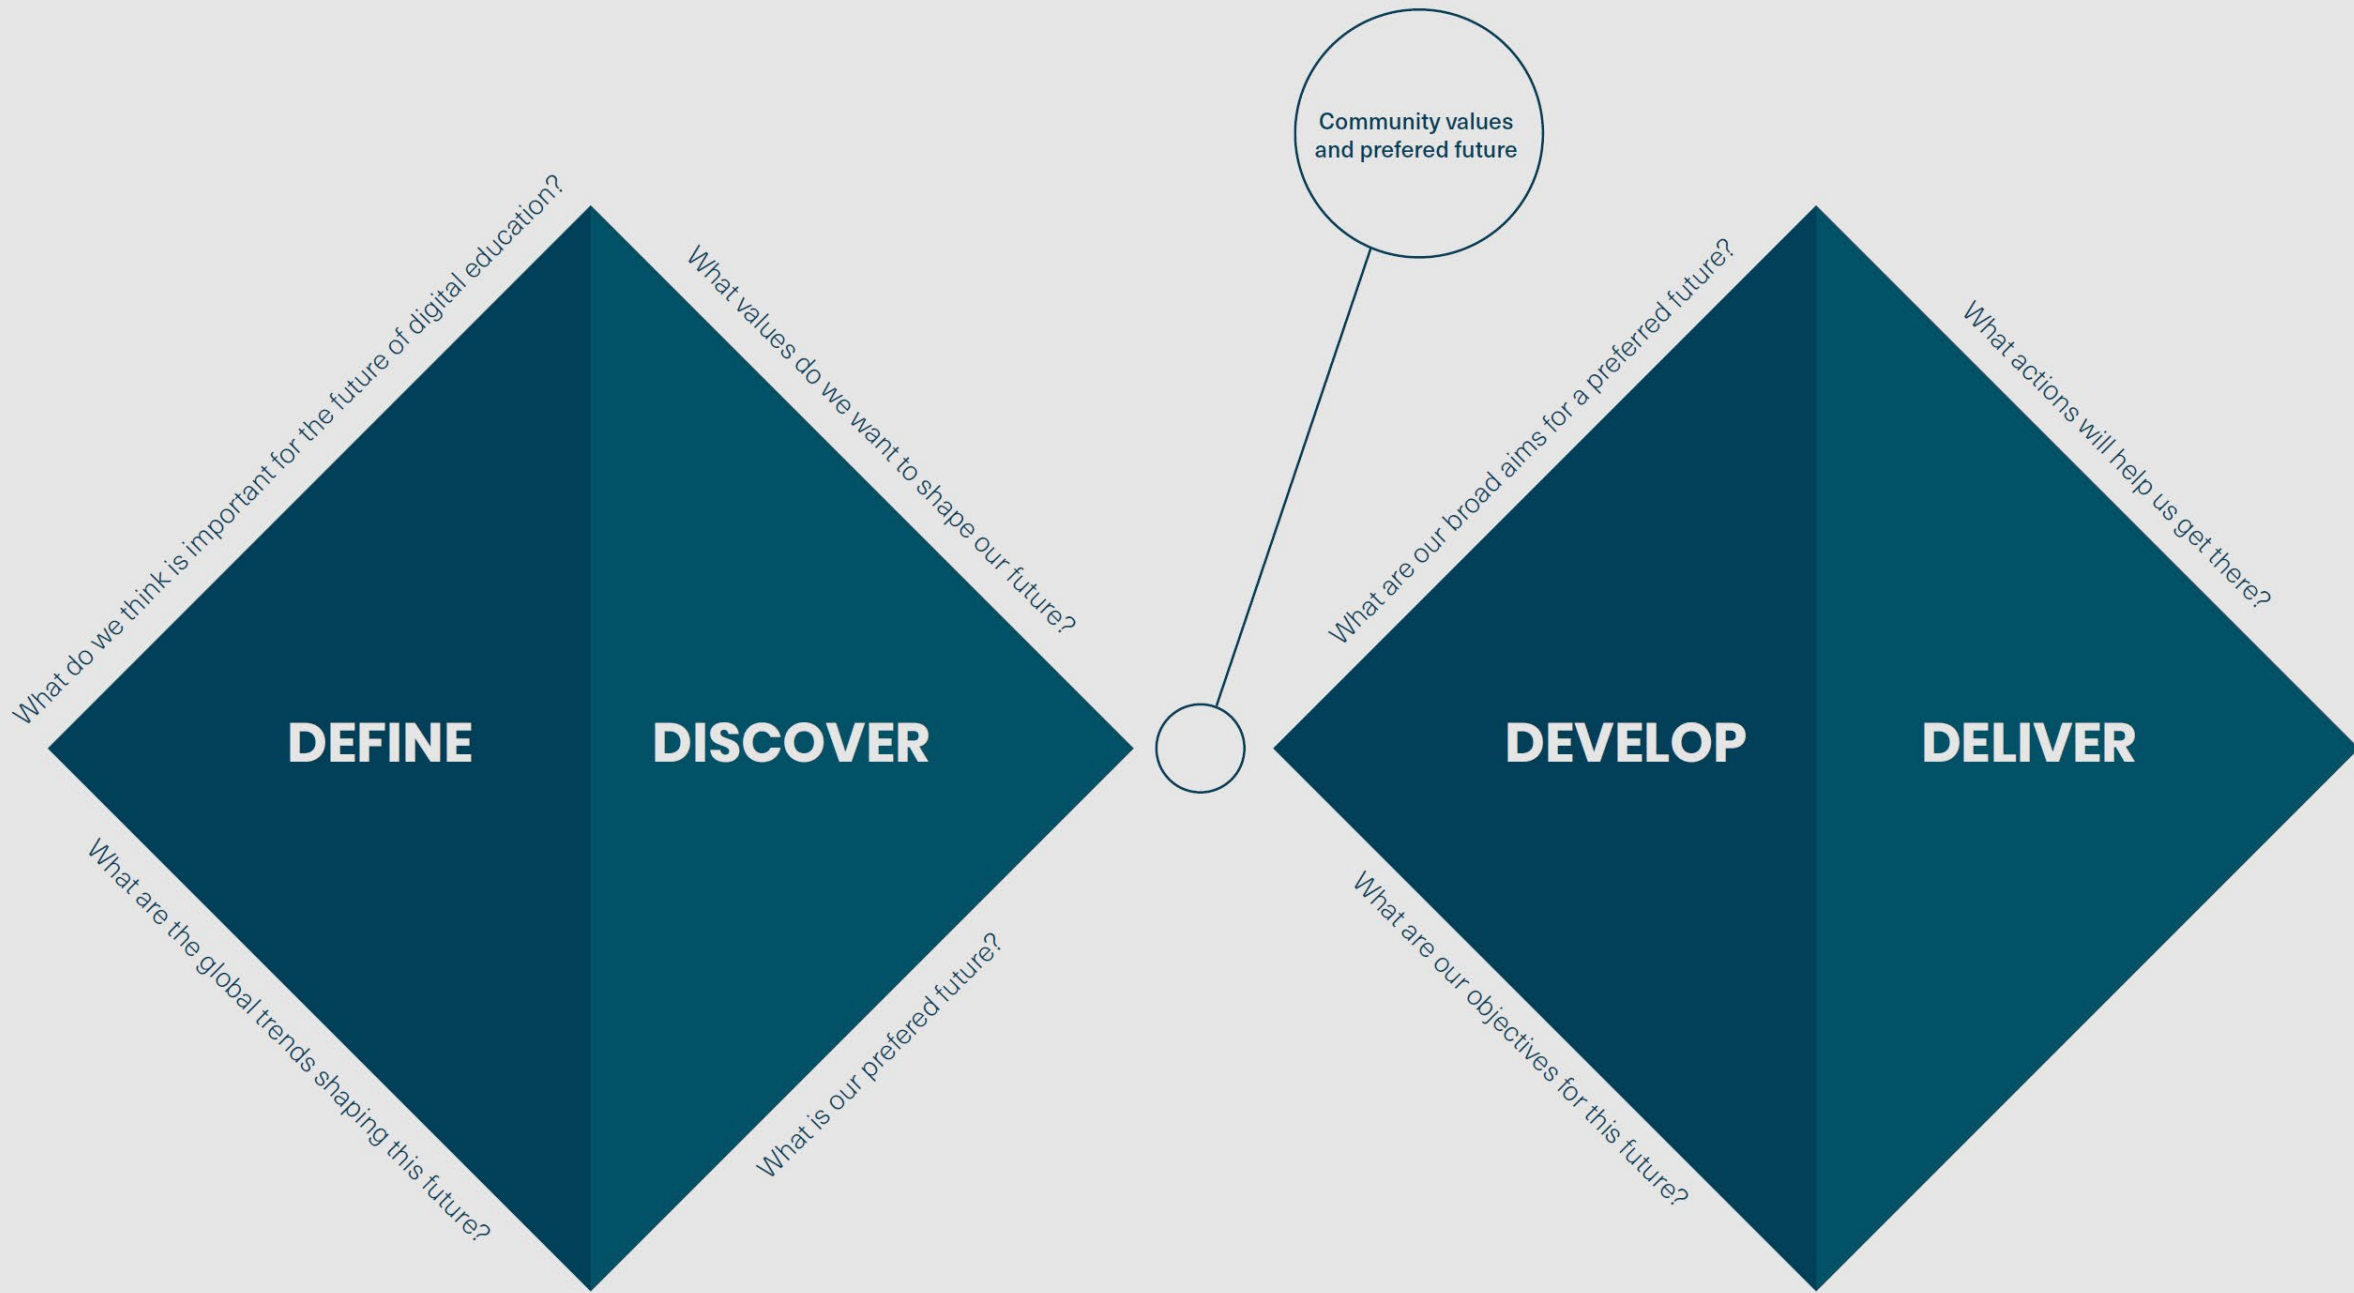 Community values
and prefered future
What do we think is important for the future of digital education?
What values do we want to shape our future?
DEFINE
DISCOVER
What are the global trends shaping this future?
What is our prefered future?
What are our broad aims for a preferred future?
What actions will help us get there?
DEVELOP
DELIVER
What are our objectives for this future?